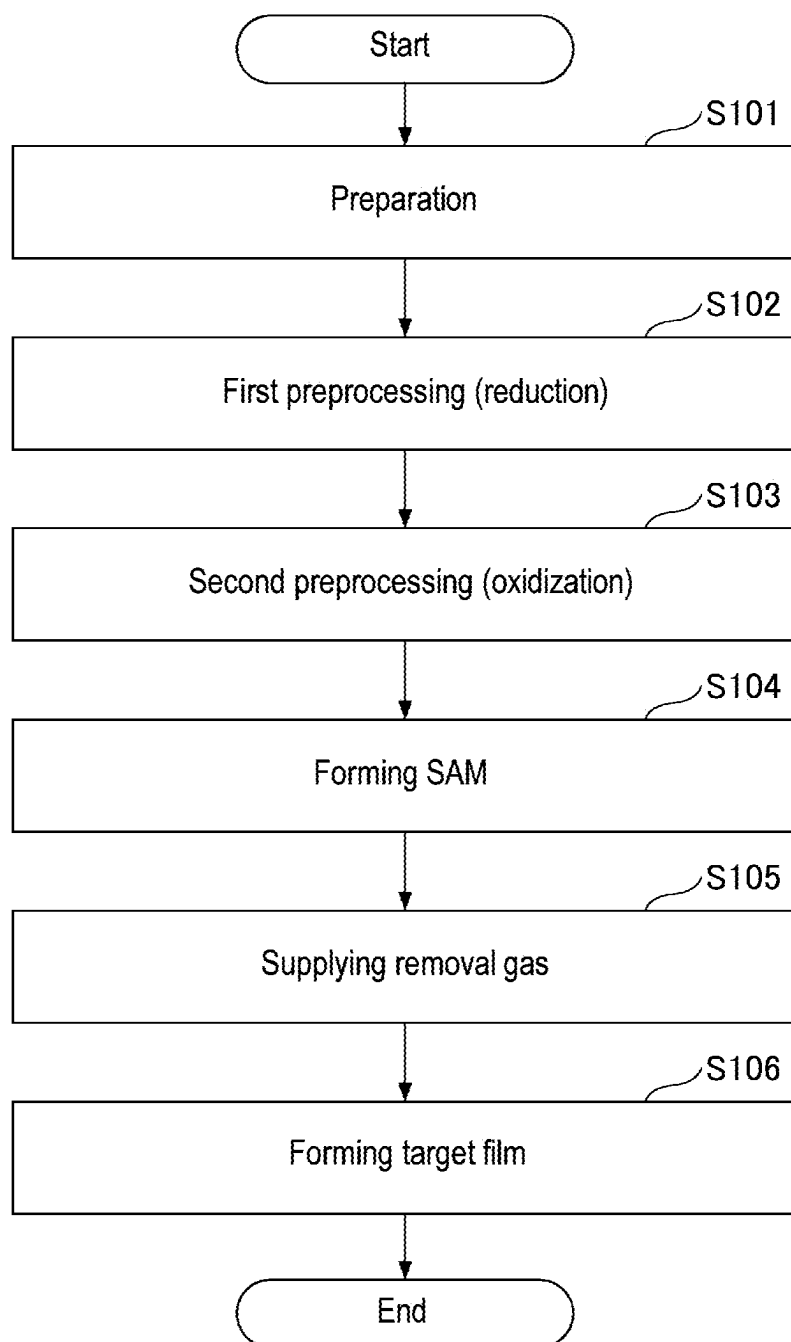 Start
S101
Preparation
S102
First preprocessing (reduction)
S103
Second preprocessing (oxidization)
S104
Forming SAM
S105
Supplying removal gas
S106
Forming target film
End